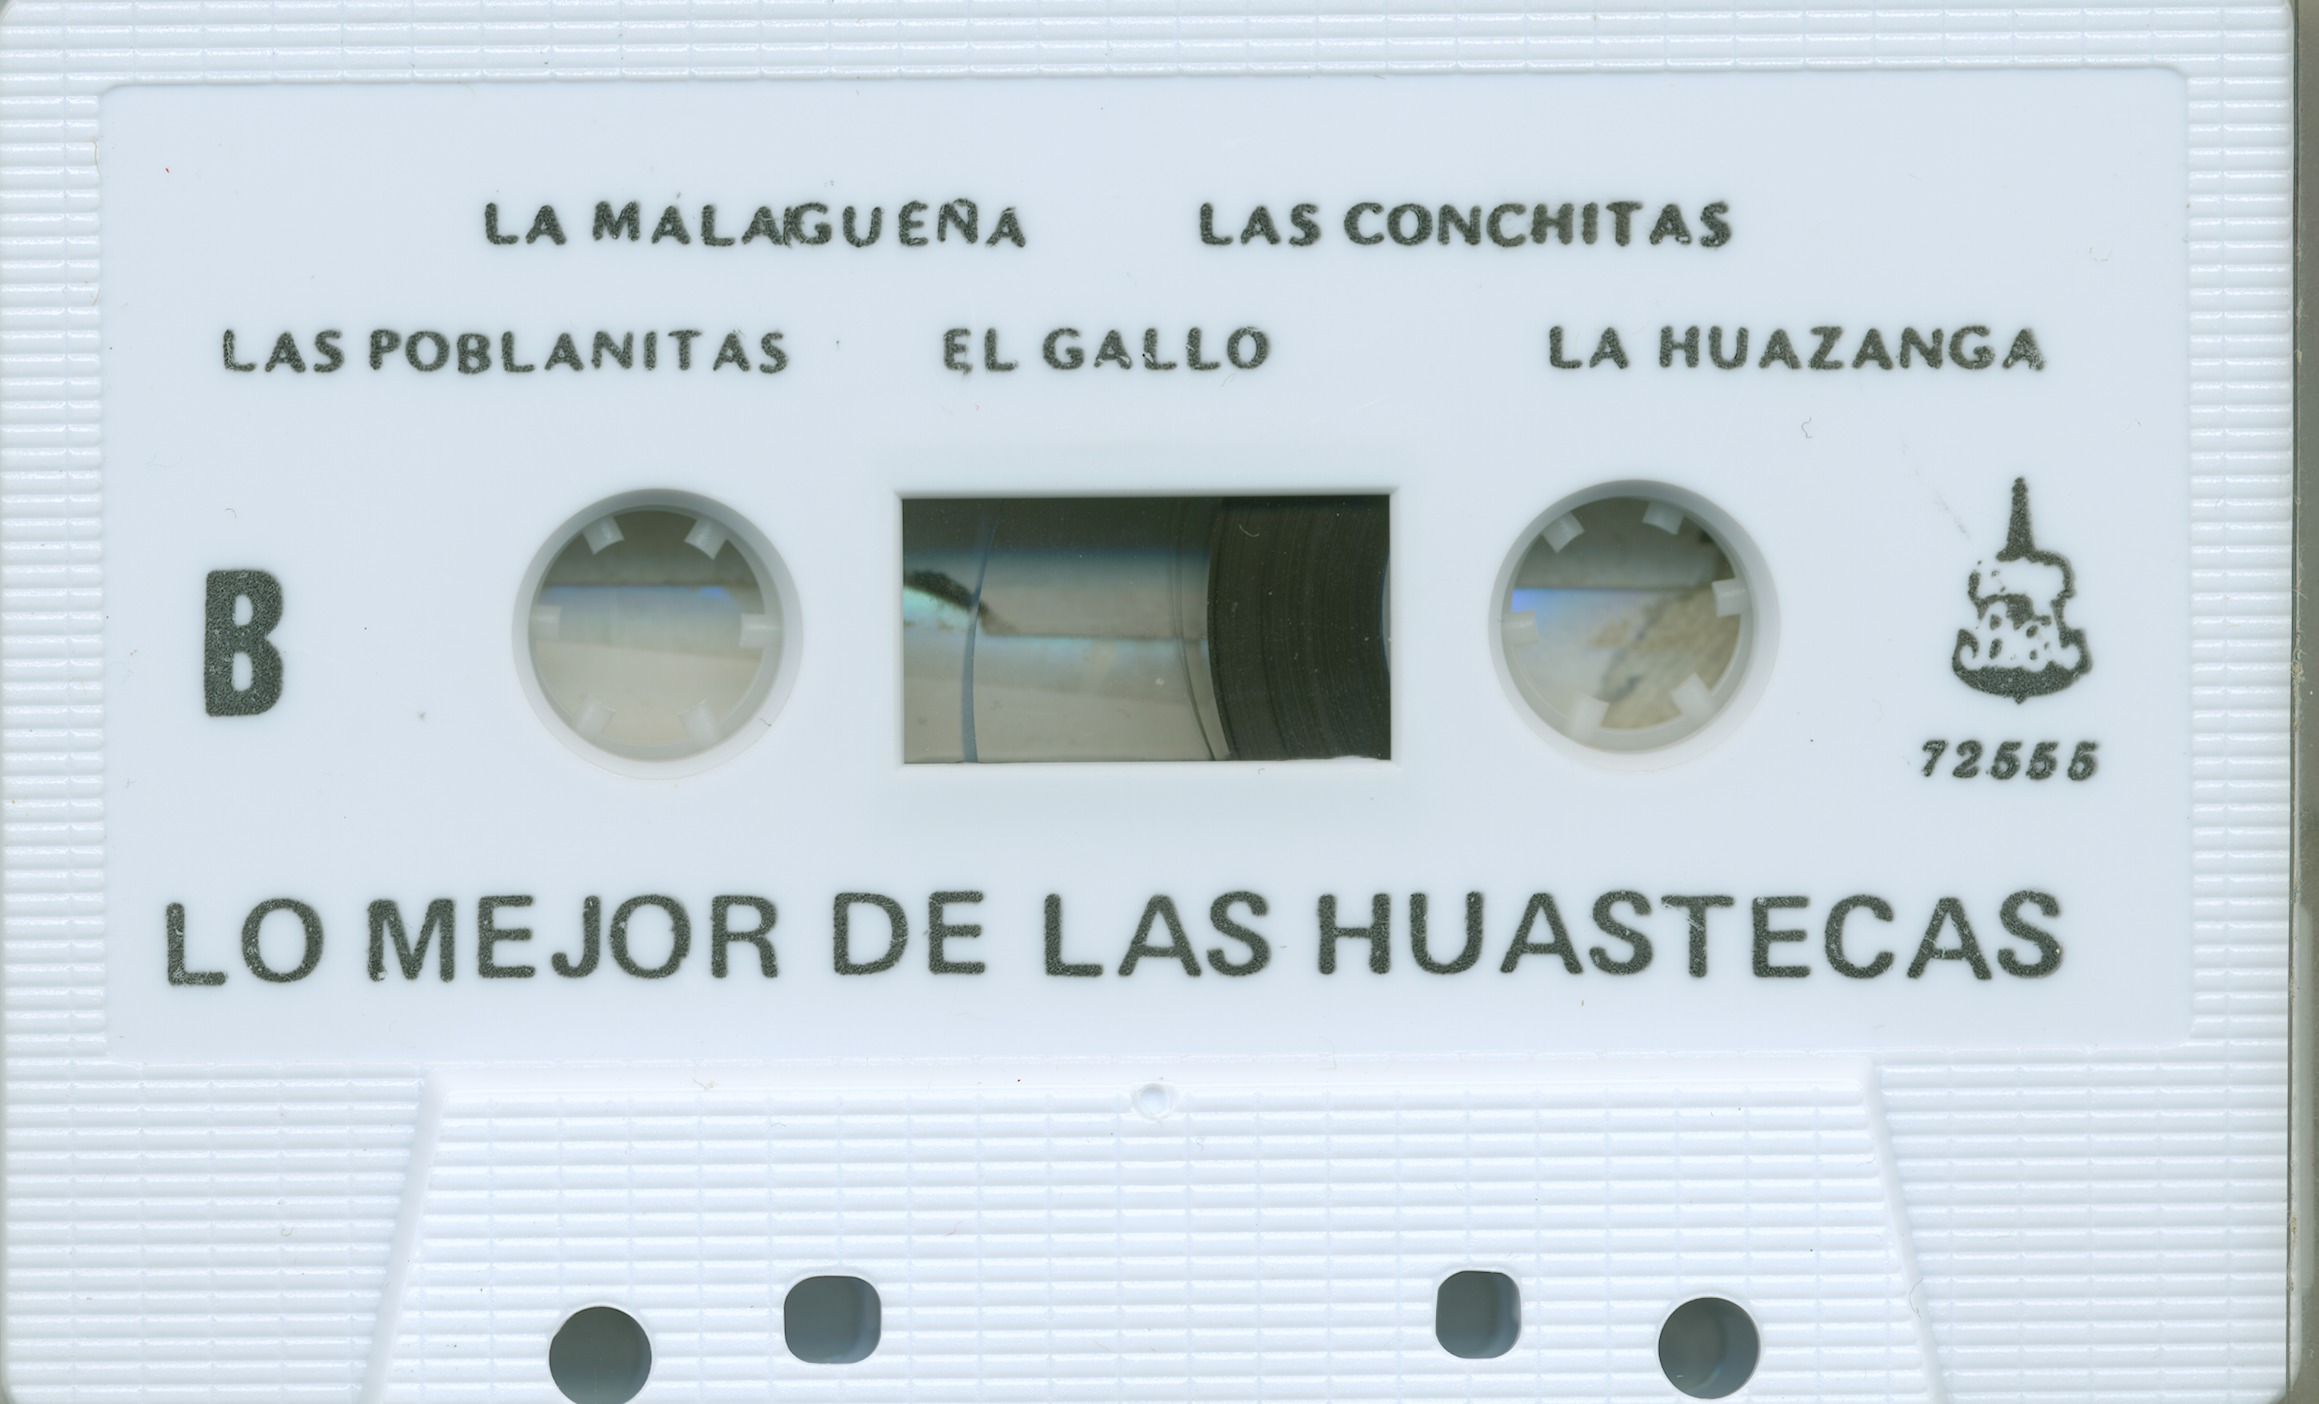 LA MALAGUEÑA LAS CONCHITAS
LAS POBLANITAS EL GALLO LA HUAZANGA
B
72555
LO MEJOR DE LAS HUASTECAS